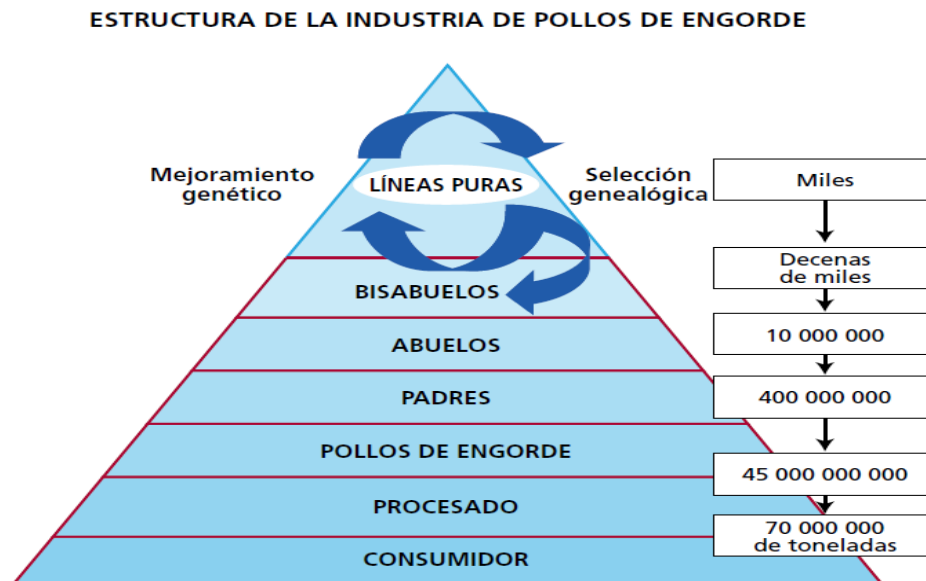 ESTRUCTURA DE LA INDUSTRIA DE POLLOS DE ENGORDE
Mejoramiento
genético
LÍNEAS PURAS
Selección
genealógica
Miles
BISABUELOS
Decenas
de miles
ABUELOS
10 000 000
PADRES
400 000 000
POLLOS DE ENGORDE
45 000 000 000
PROCESADO
70 000 000
de toneladas
CONSUMIDOR